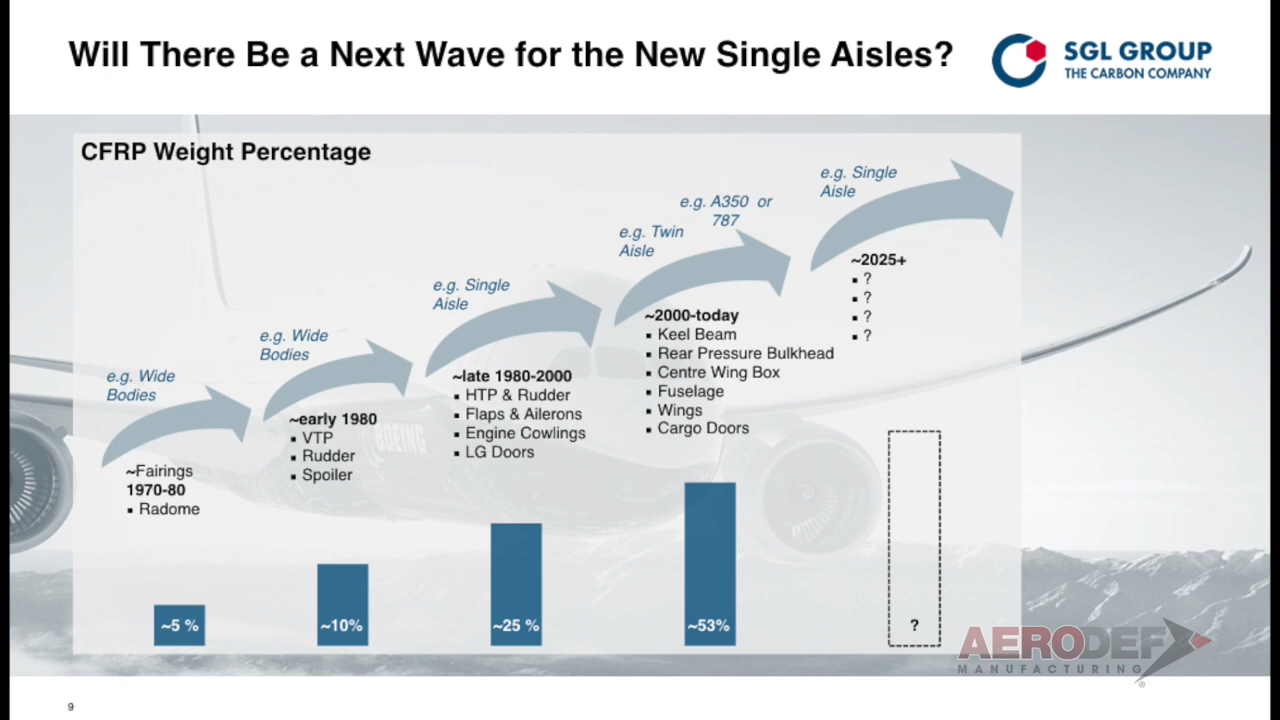 Will There Be a Next Wave for the New Single Aisles?
SGL GROUP
THE CARBON COMPANY
CFRP Weight Percentage
e.g. Wide
Bodies
~Fairings
1970-80
▪ Radome
~5 %
e.g. Wide
Bodies
~early 1980
▪ VTP
▪ Rudder
▪ Spoiler
~10%
e.g. Single
Aisle
~late 1980-2000
▪ HTP & Rudder
▪ Flaps & Ailerons
▪ Engine Cowlings
▪ LG Doors
~25 %
e.g. Twin
Aisle
e.g. A350 or
787
~2000-today
▪ Keel Beam
▪ Rear Pressure Bulkhead
▪ Centre Wing Box
▪ Fuselage
▪ Wings
▪ Cargo Doors
~53%
e.g. Single
Aisle
~2025+
▪ ?
▪ ?
▪ ?
▪ ?
?
BOEING
AERODEF
MANUFACTURING
®
9